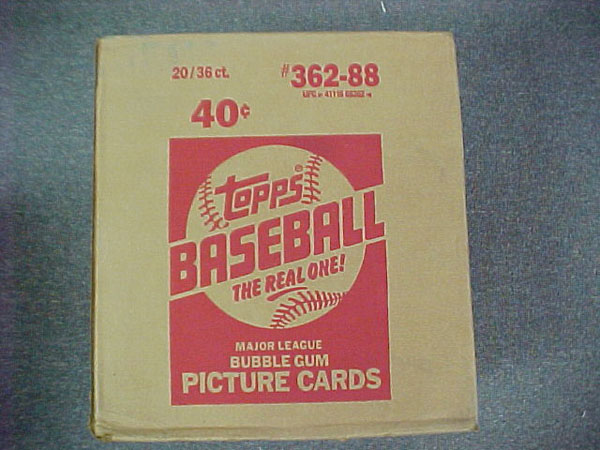 20/36 ct.
#362-88
40¢
topps®
BASEBALL
THE REAL ONE!
MAJOR LEAGUE
BUBBLE GUM
PICTURE CARDS